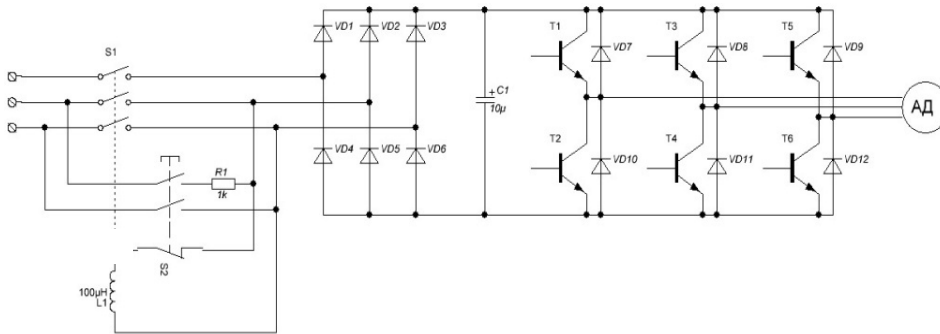 VD1
VD2
VD3
T1
VD7
T3
VD8
T5
VD9
S1
+
C1
10µ
АД
VD4
VD5
VD6
T2
VD10
T4
VD11
T6
VD12
R1
1k
S2
100µH
L1